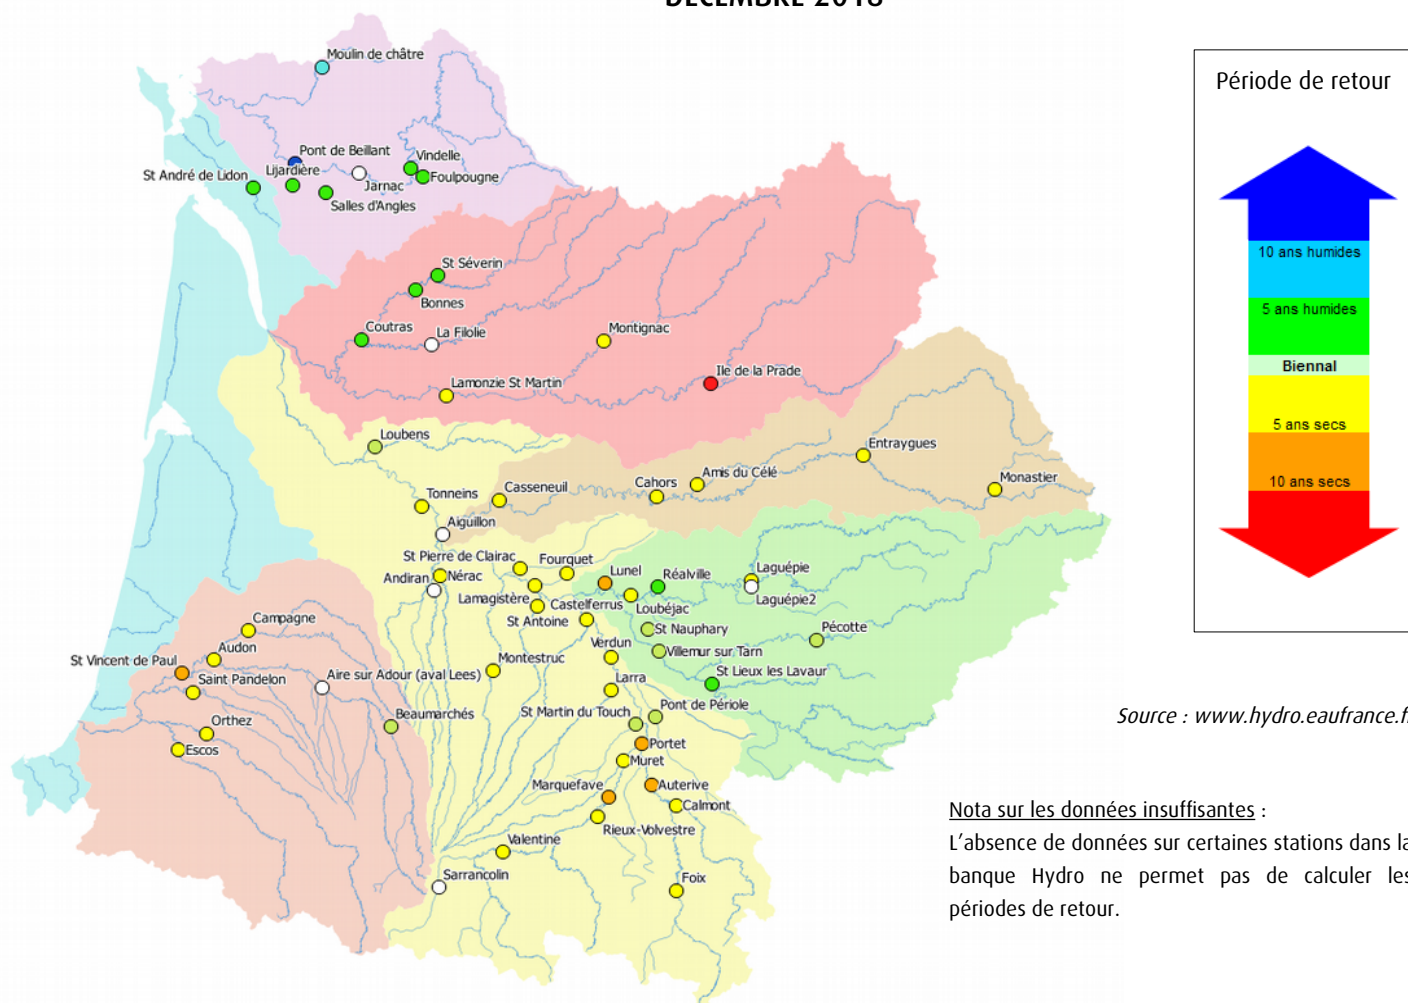 DECEMBRE 2018
Moulin de châtre
Pont de Beillant
Vindelle
St André de Lidon
Lijardière
Foulpougne
Jarnac
Salles d'Angles
St Séverin
Bonnes
Coutras
La Filolie
Montignac
Ile de la Prade
Lamonzie St Martin
Loubens
Entraygues
Amis du Célé
Cahors
Monastier
Casseneuil
Tonneins
Aiguillon
St Pierre de Clairac
Fourquet
Lunel
Réalville
Laguépie
Andiran
Nérac
Lamagistère
Castelferrus
Loubéjac
Laguépie2
St Antoine
Campagne
St Nauphary
Pécotte
Audon
Verdun
Villemur sur Tarn
St Vincent de Paul
Saint Pandelon
Aire sur Adour (aval Lees)
Montestruc
Larra
St Lieux les Lavaur
Orthez
Beaumarchés
St Martin du Touch
Pont de Périole
Escos
Portet
Muret
Marquefave
Auterive
Calmont
Rieux-Volvestre
Valentine
Sarrancolin
Foix
Période de retour
10 ans humides
5 ans humides
Biennal
5 ans secs
10 ans secs
Source : www.hydro.eaufrance.f
Nota sur les données insuffisantes :
L'absence de données sur certaines stations dans la
banque Hydro ne permet pas de calculer les
périodes de retour.